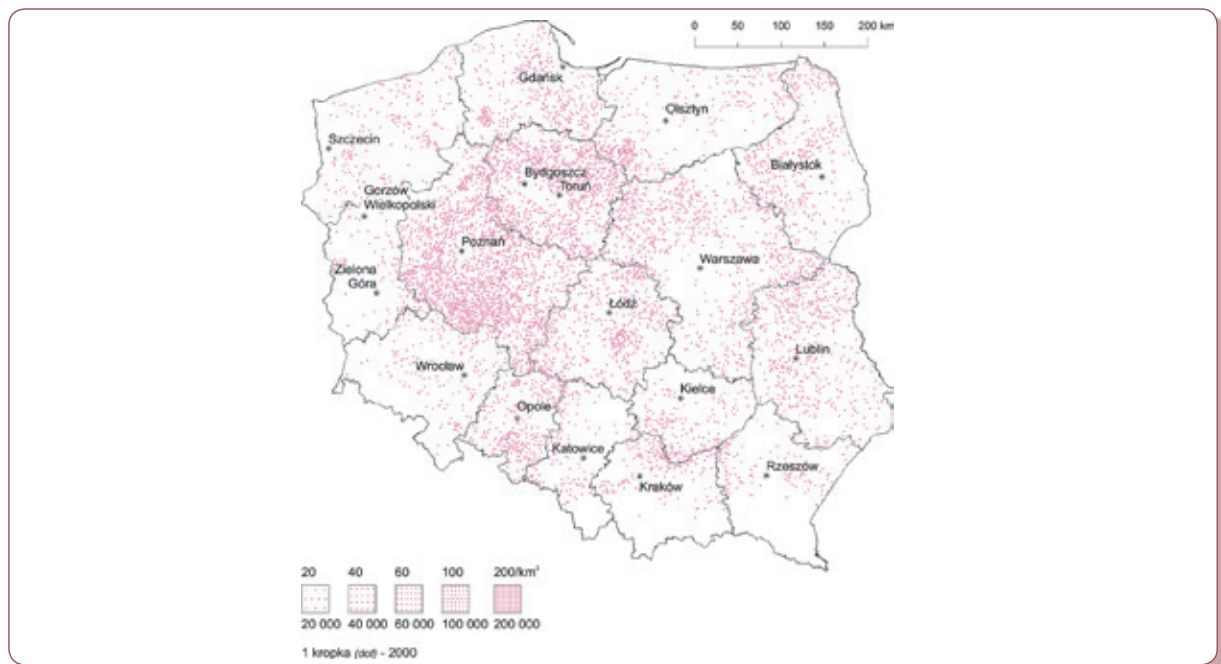 0 50 100 150 200 km
Gdańsk
Olsztyn
Szczecin
Białystok
Bydgoszcz
Toruń
Gorzów
Wielkopolski
Poznań
Warszawa
Zielona
Góra
Łódź
Lublin
Wrocław
Kielce
Opole
Katowice
Rzeszów
Kraków
20 40 60 100 200/km²
20 000 40 000 60 000 100 000 200 000
1 kropka (dot) - 2000